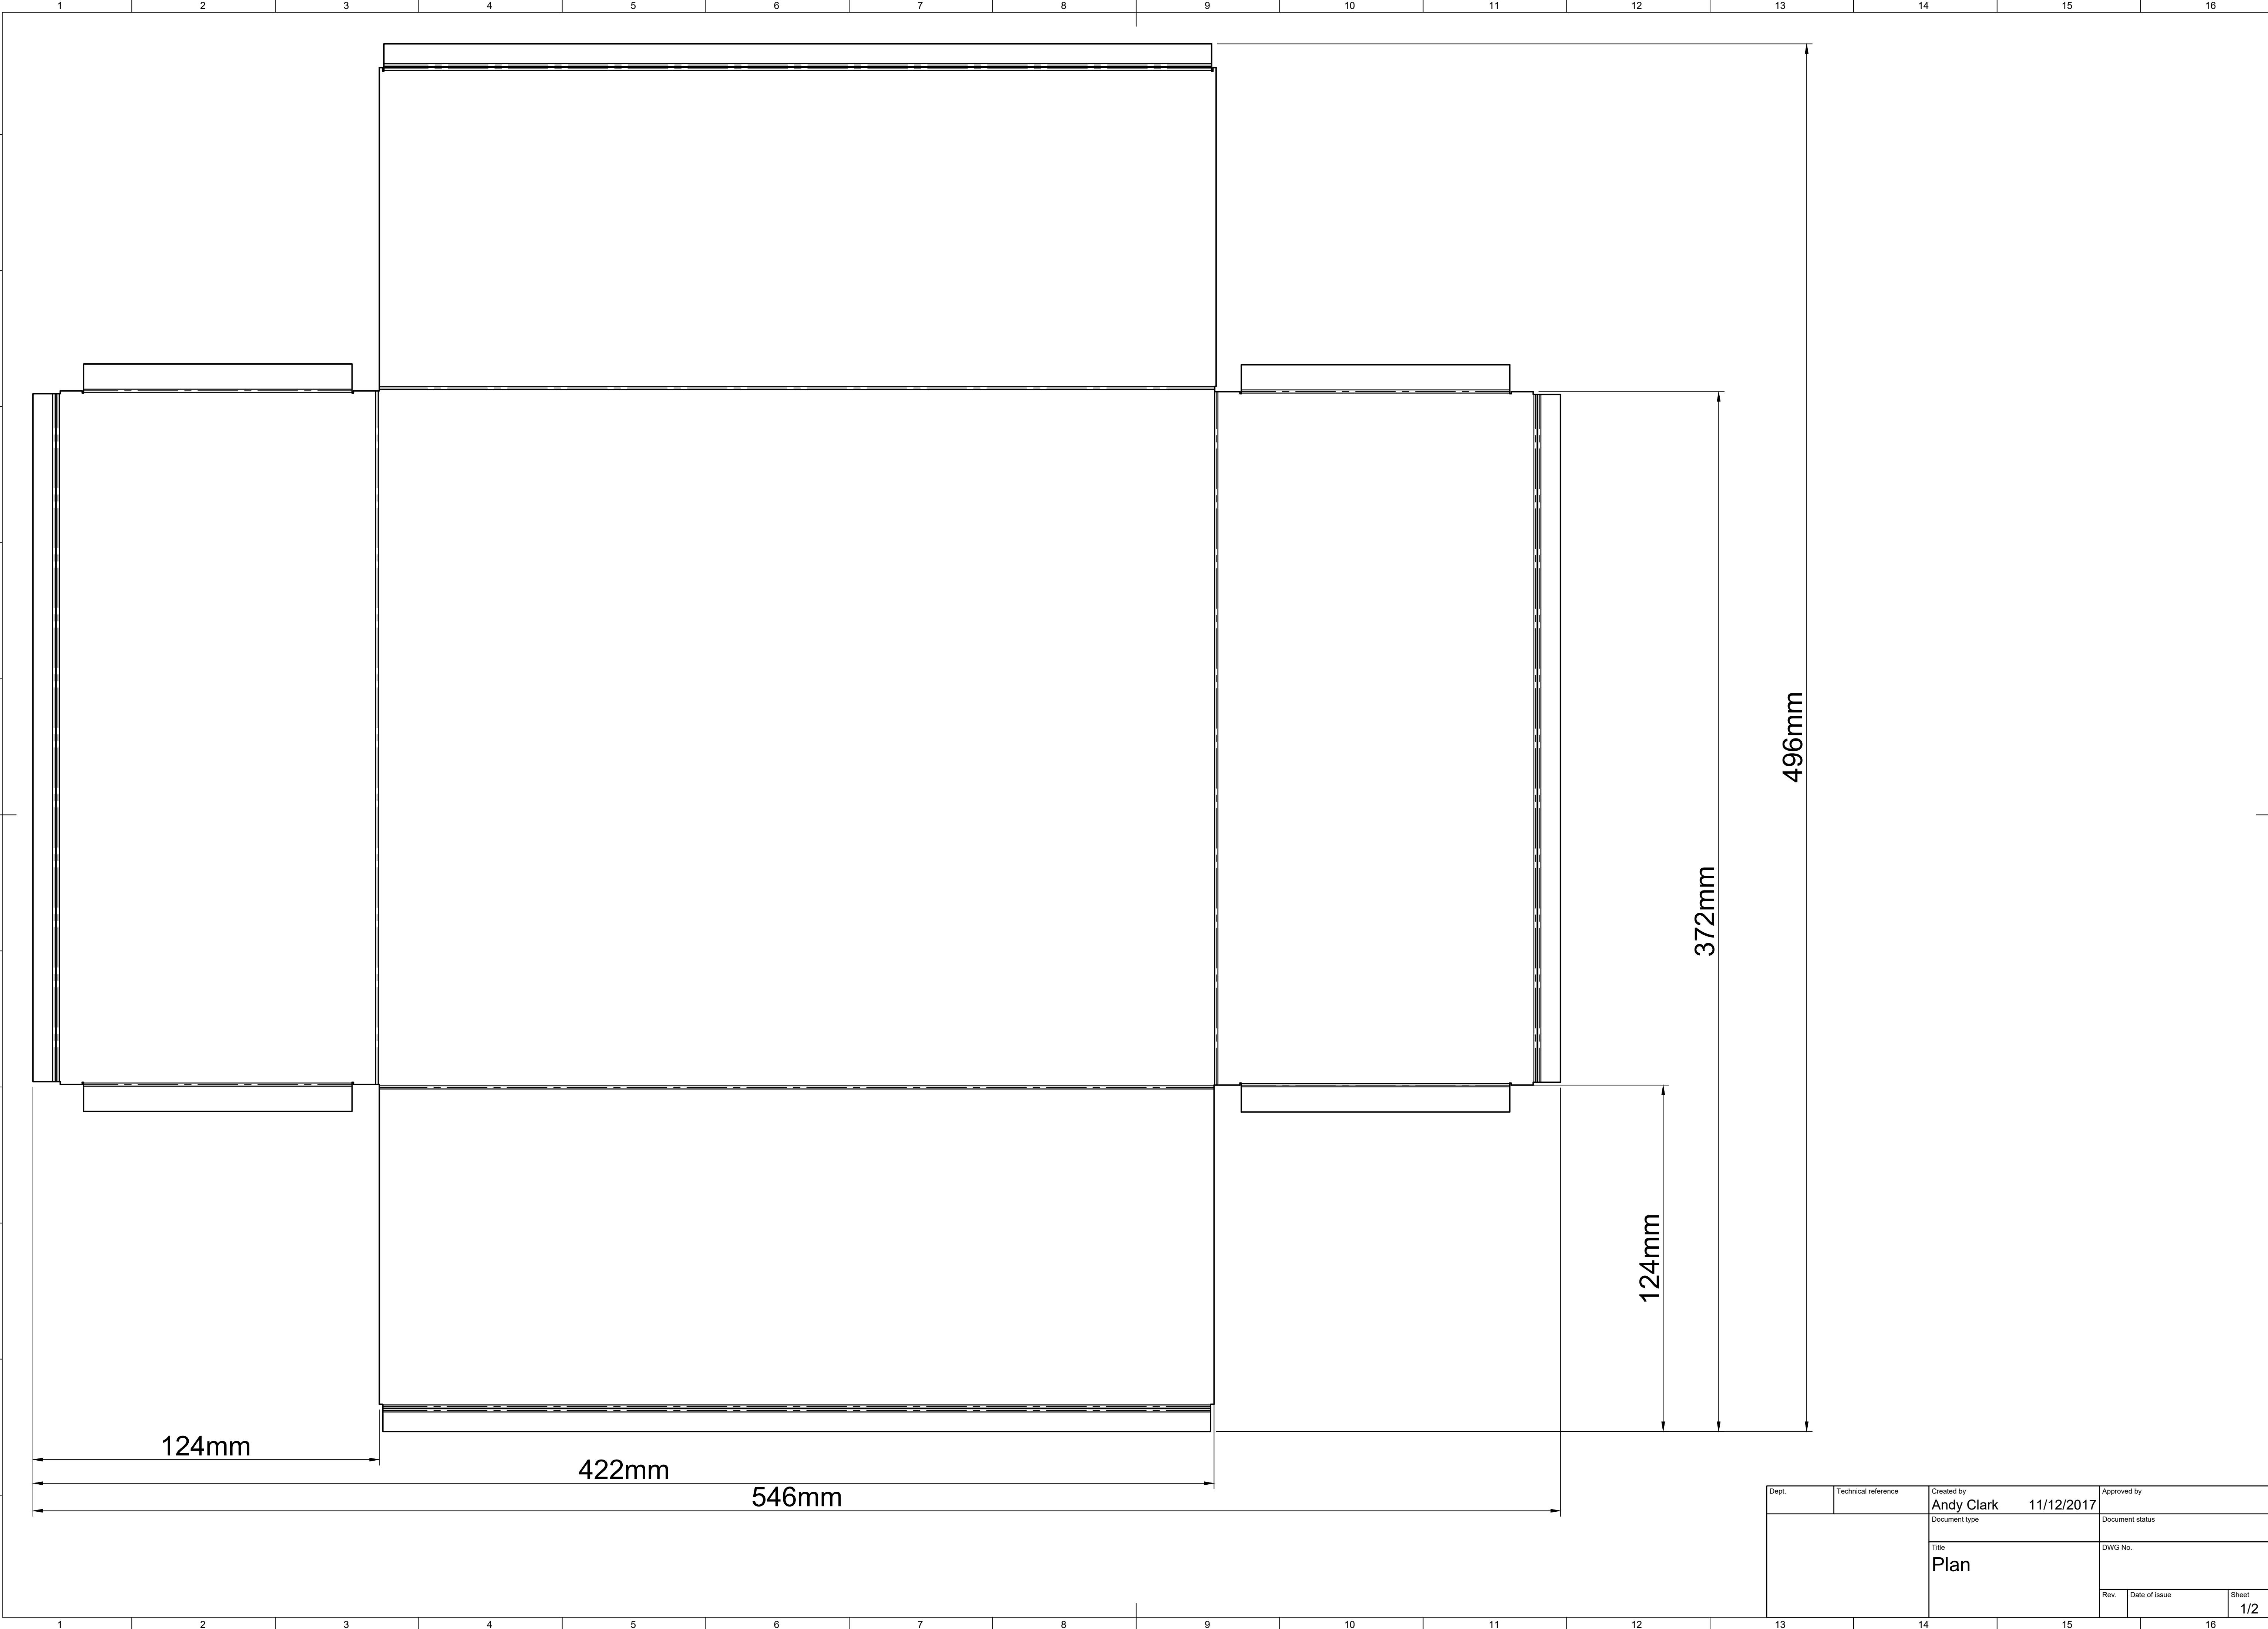 1 2 3 4 5 6 7 8 9 10 11 12 13 14 15 16
496mm
372mm
124mm
124mm
422mm
546mm
Dept. Technical reference Created by Approved by
Andy Clark 11/12/2017
Document type Document status
Title DWG No.
Plan
Rev. Date of issue Sheet
1/2
1 2 3 4 5 6 7 8 9 10 11 12 13 14 15 16